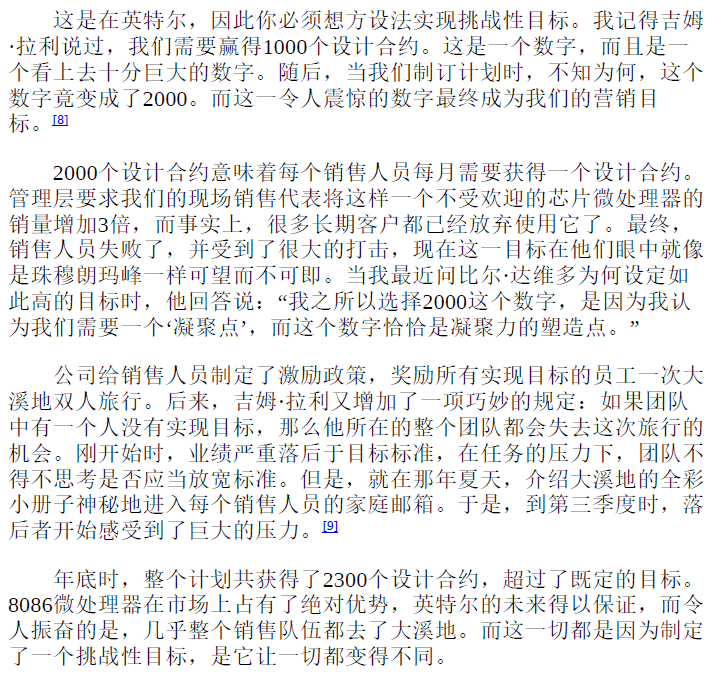 这是在英特尔，因此你必须想方设法实现挑战性目标。我记得吉姆
·拉利说过，我们需要赢得1000个设计合约。这是一个数字，而且是一
个看上去十分巨大的数字。随后，当我们制订计划时，不知为何，这个
数字竟变成了2000。而这一令人震惊的数字最终成为我们的营销目
标。[8]
2000个设计合约意味着每个销售人员每月需要获得一个设计合约。
管理层要求我们的现场销售代表将这样一个不受欢迎的芯片微处理器的
销量增加3倍，而事实上，很多长期客户都已经放弃使用它了。最终，
销售人员失败了，并受到了很大的打击，现在这一目标在他们眼中就像
是珠穆朗玛峰一样可望而不可即。当我最近问比尔·达维多为何设定如
此高的目标时，他回答说：“我之所以选择2000这个数字，是因为我认
为我们需要一个‘凝聚点’，而这个数字恰恰是凝聚力的塑造点。”
公司给销售人员制定了激励政策，奖励所有实现目标的员工一次大
溪地双人旅行。后来，吉姆·拉利又增加了一项巧妙的规定：如果团队
中有一个人没有实现目标，那么他所在的整个团队都会失去这次旅行的
机会。刚开始时，业绩严重落后于目标标准，在任务的压力下，团队不
得不思考是否应当放宽标准。但是，就在那年夏天，介绍大溪地的全彩
小册子神秘地进入每个销售人员的家庭邮箱。于是，到第三季度时，落
后者开始感受到了巨大的压力。[9]
年底时，整个计划共获得了2300个设计合约，超过了既定的目标。
8086微处理器在市场上占有了绝对优势，英特尔的未来得以保证，而令
人振奋的是，几乎整个销售队伍都去了大溪地。而这一切都是因为制定
了一个挑战性目标，是它让一切都变得不同。